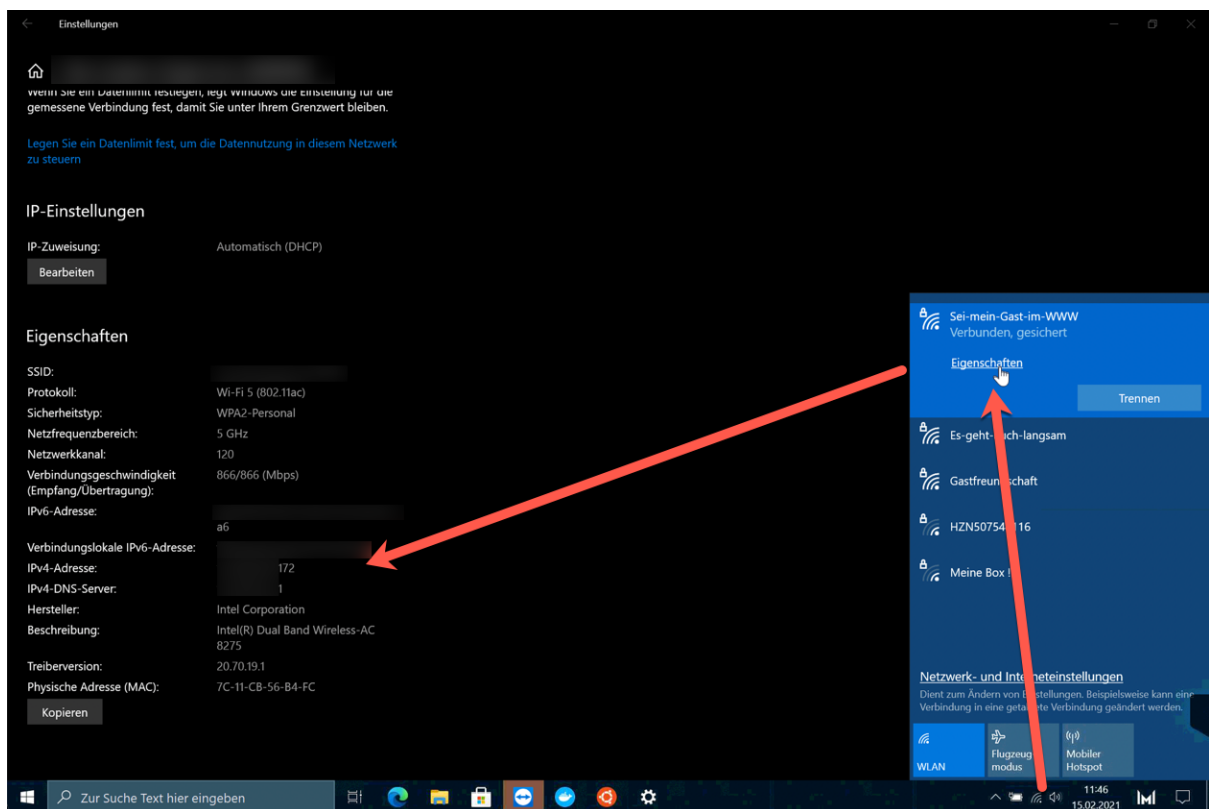 Einstellungen
Wenn Sie ein Datenlimit festlegen, legt Windows die Einstellung für die
gemessene Verbindung fest, damit Sie unter Ihrem Grenzwert bleiben.
Legen Sie ein Datenlimit fest, um die Datennutzung in diesem Netzwerk
zu steuern
IP-Einstellungen
IP-Zuweisung: Automatisch (DHCP)
Bearbeiten
Eigenschaften
SSID:
Protokoll: Wi-Fi 5 (802.11ac)
Sicherheitstyp: WPA2-Personal
Netzfrequenzbereich: 5 GHz
Netzwerkkanal: 120
Verbindungsgeschwindigkeit 866/866 (Mbps)
(Empfang/Übertragung):
IPv6-Adresse:
a6
Verbindungslokale IPv6-Adresse:
IPv4-Adresse: 172
IPv4-DNS-Server: 1
Hersteller: Intel Corporation
Beschreibung: Intel(R) Dual Band Wireless-AC
8275
Treiberversion: 20.70.19.1
Physische Adresse (MAC): 7C-11-CB-56-B4-FC
Kopieren
Sei-mein-Gast-im-WWW
Verbunden, gesichert
Eigenschaften
Trennen
Es-geht-auch-langsam
Gastfreundschaft
Meine Box !
Netzwerk- und Interneteinstellungen
Dient zum Ändern von Einstellungen. Beispielsweise kann eine
Verbindung in eine getaktete Verbindung geändert werden.
WLAN
Flugzeug
modus
Mobiler
Hotspot
Zur Suche Text hier eingeben
11:46
15.02.2021